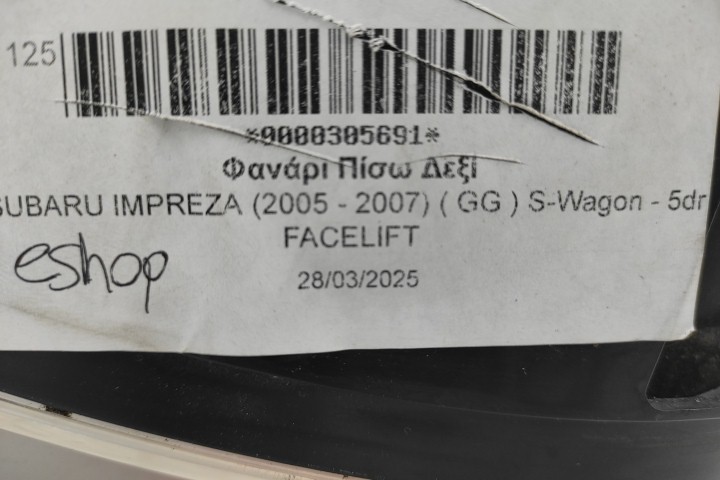 125
*0000305691*
Φανάρι Πίσω Δεξί
SUBARU IMPREZA (2005 - 2007) ( GG ) S-Wagon - 5dr
FACELIFT
eshop
28/03/2025